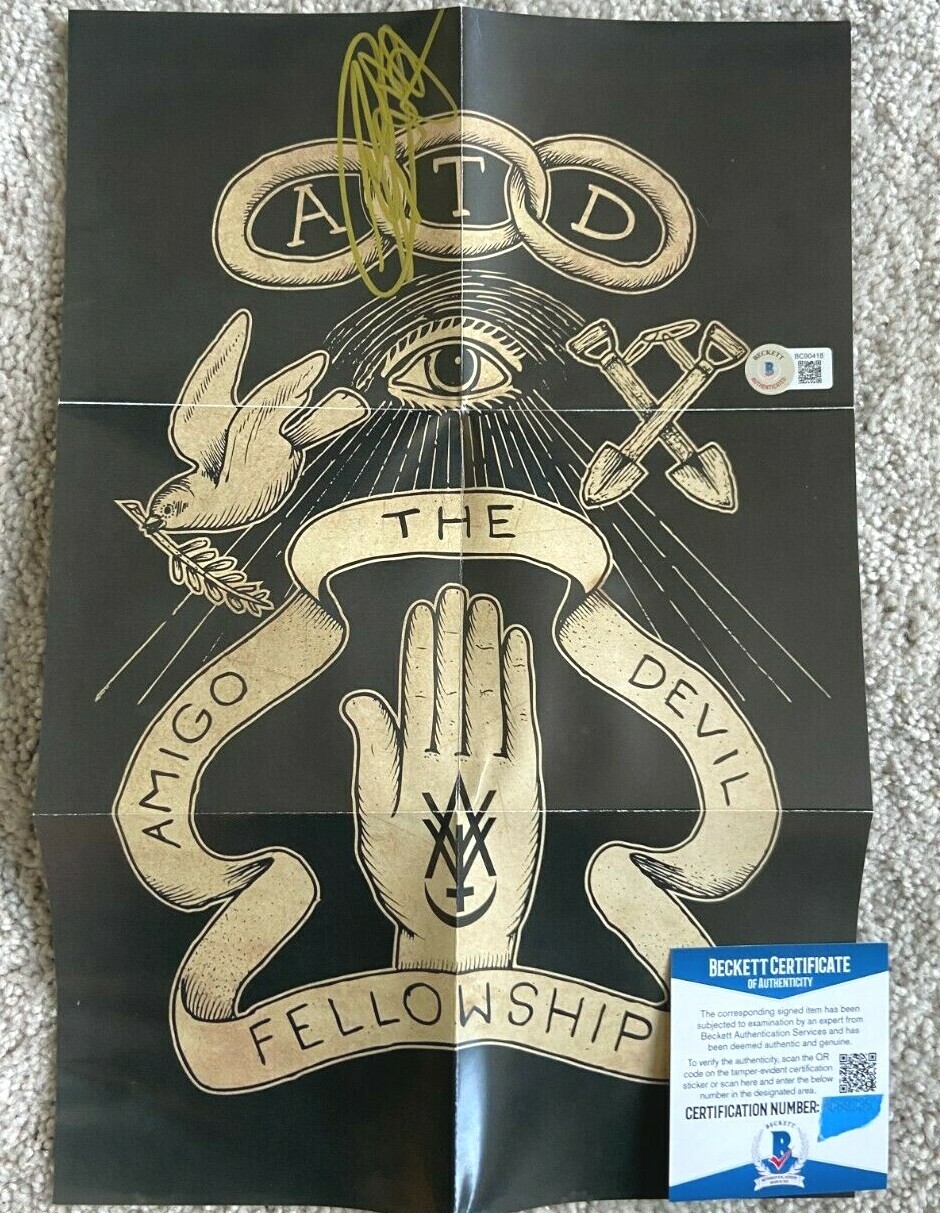 A T D
BECKETT
B
AUTHENTICATED
BC90418
THE
AMIGO
DEVIL
FELLOWSHIP
BECKETT CERTIFICATE
OF AUTHENTICITY
The corresponding signed item has been
subjected to examination by an expert from
Beckett Authentication Services and has
been deemed authentic and genuine.
To verify the authenticity, scan the QR
code on the tamper-evident certification
sticker or scan here and enter the below
number in the designated area.
CERTIFICATION NUMBER:
BECKETT
B